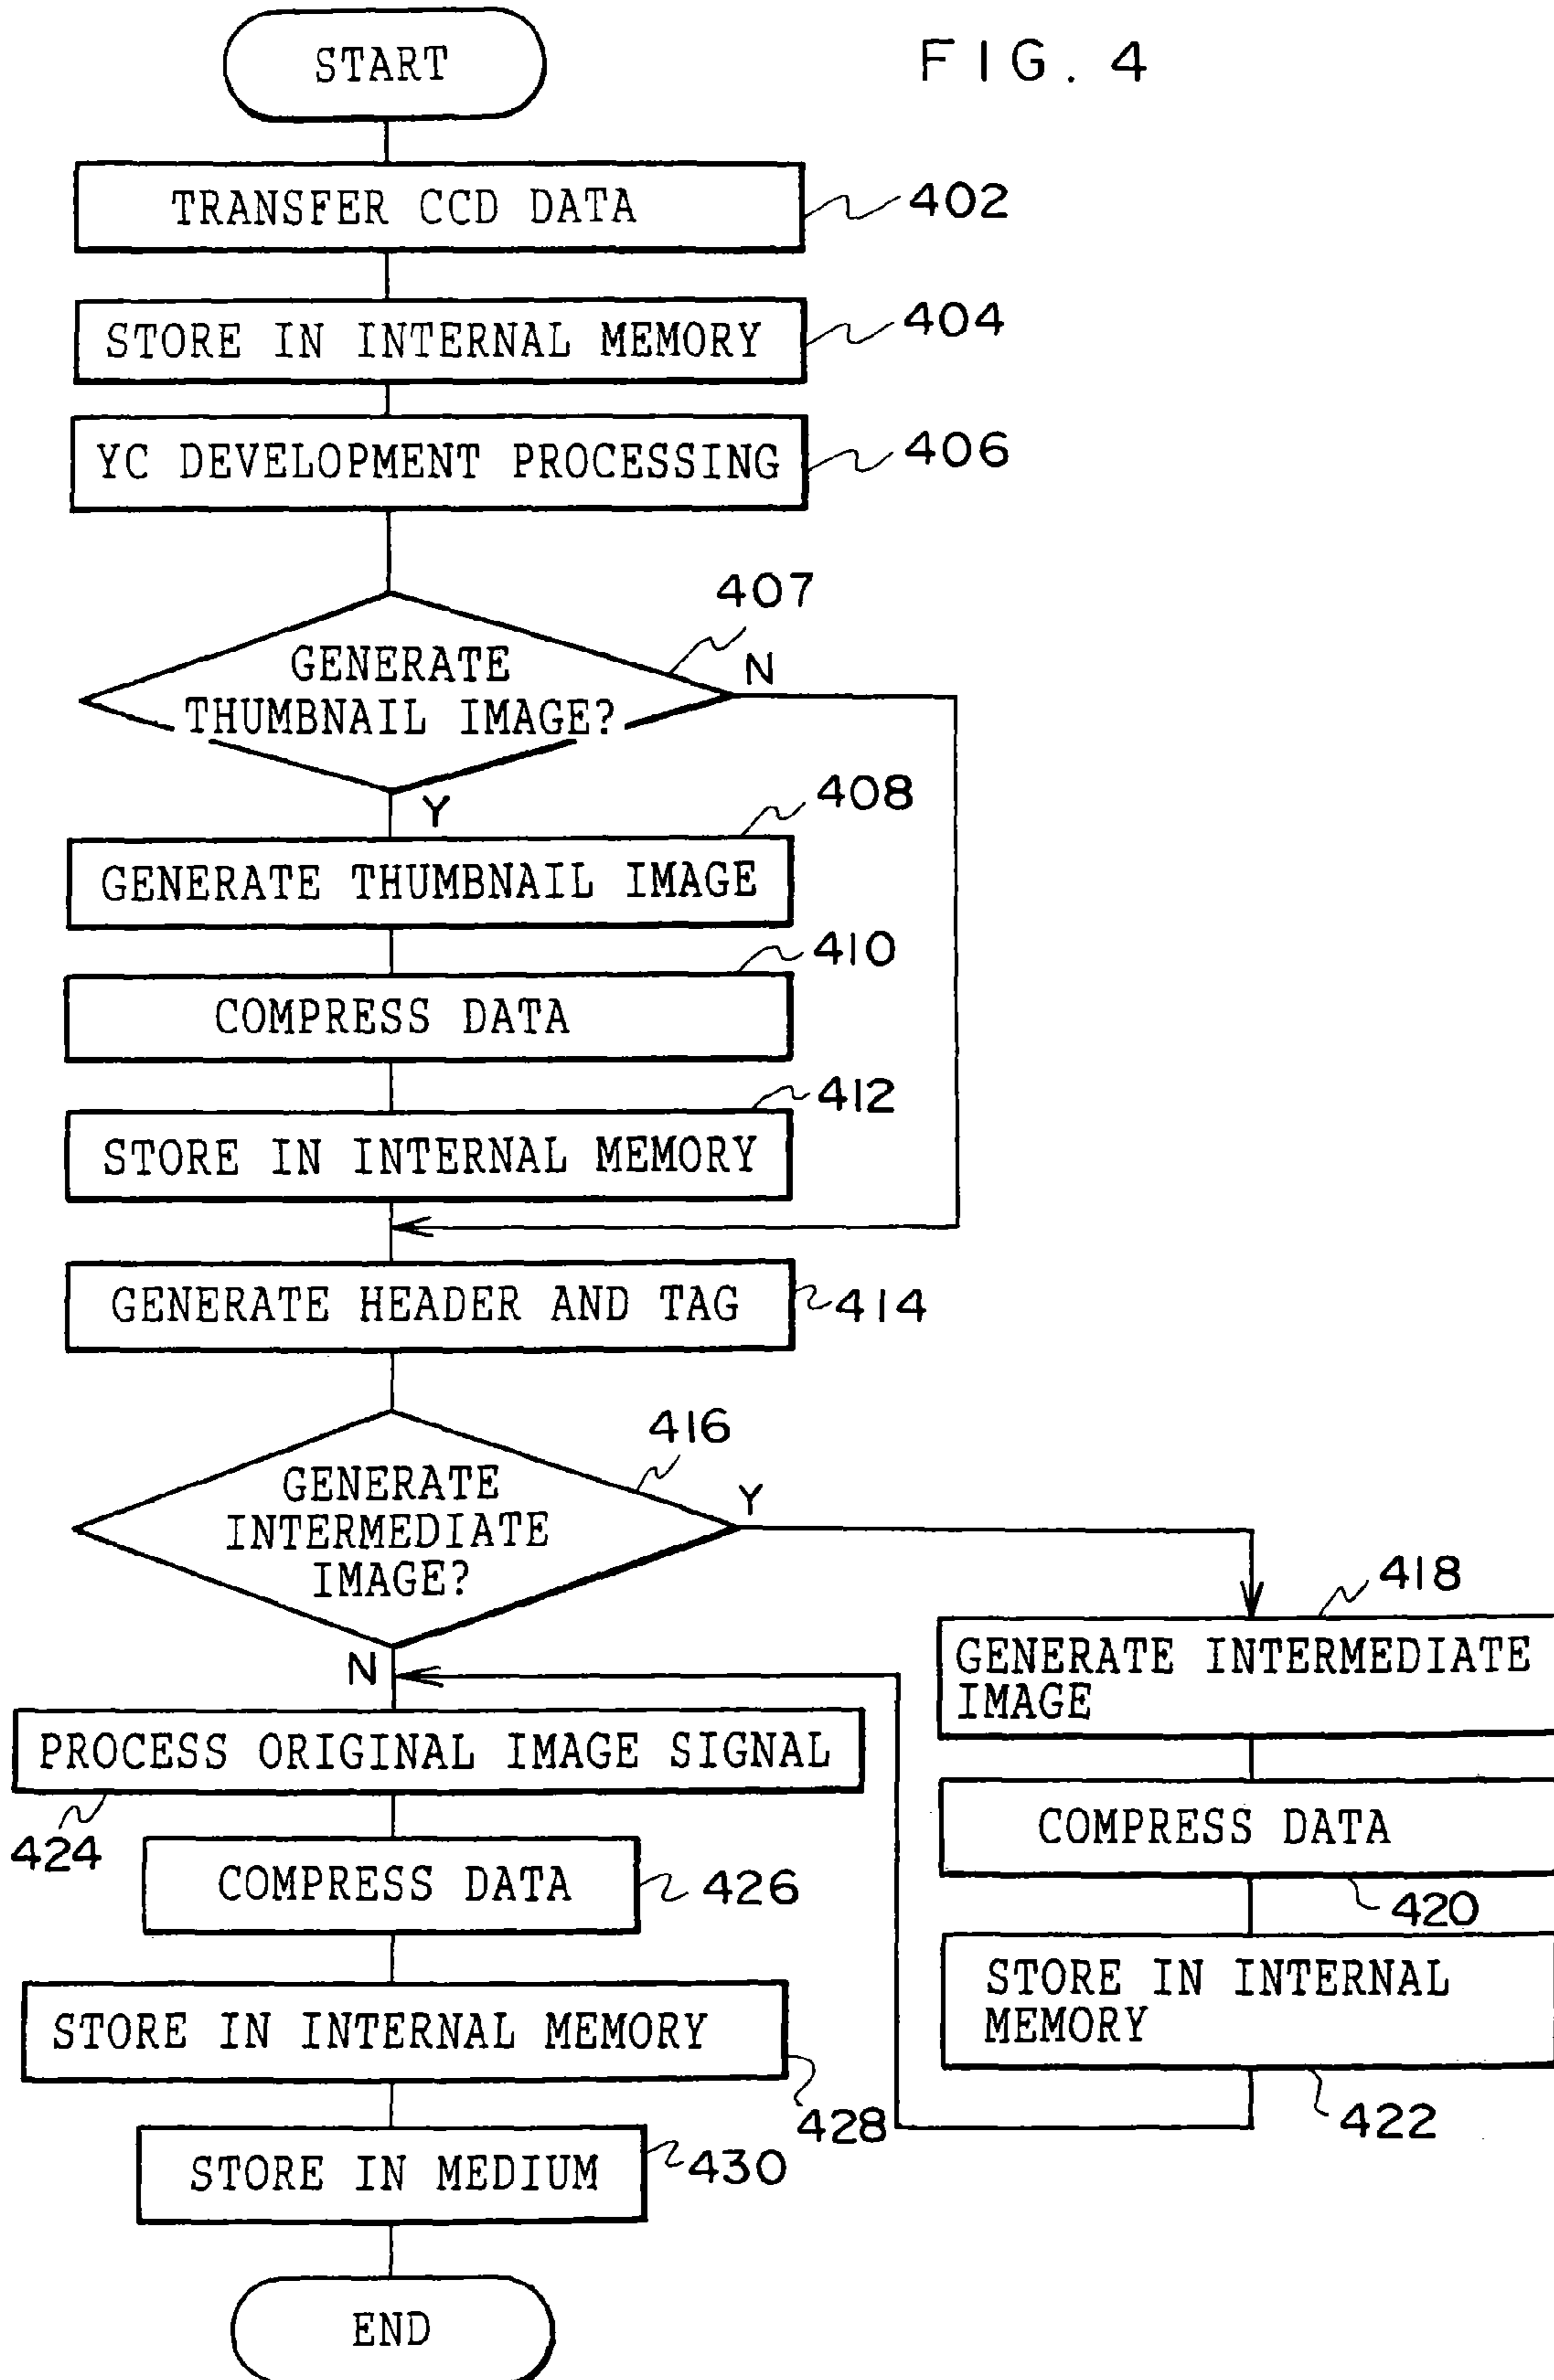 FIG. 4
START
TRANSFER CCD DATA
402
STORE IN INTERNAL MEMORY
404
YC DEVELOPMENT PROCESSING
406
407
GENERATE
THUMBNAIL IMAGE?
N
Y
408
GENERATE THUMBNAIL IMAGE
410
COMPRESS DATA
412
STORE IN INTERNAL MEMORY
GENERATE HEADER AND TAG
414
416
GENERATE
INTERMEDIATE
IMAGE?
Y
N
418
GENERATE INTERMEDIATE
IMAGE
COMPRESS DATA
420
STORE IN INTERNAL
MEMORY
422
PROCESS ORIGINAL IMAGE SIGNAL
424
COMPRESS DATA
426
STORE IN INTERNAL MEMORY
428
STORE IN MEDIUM
430
END